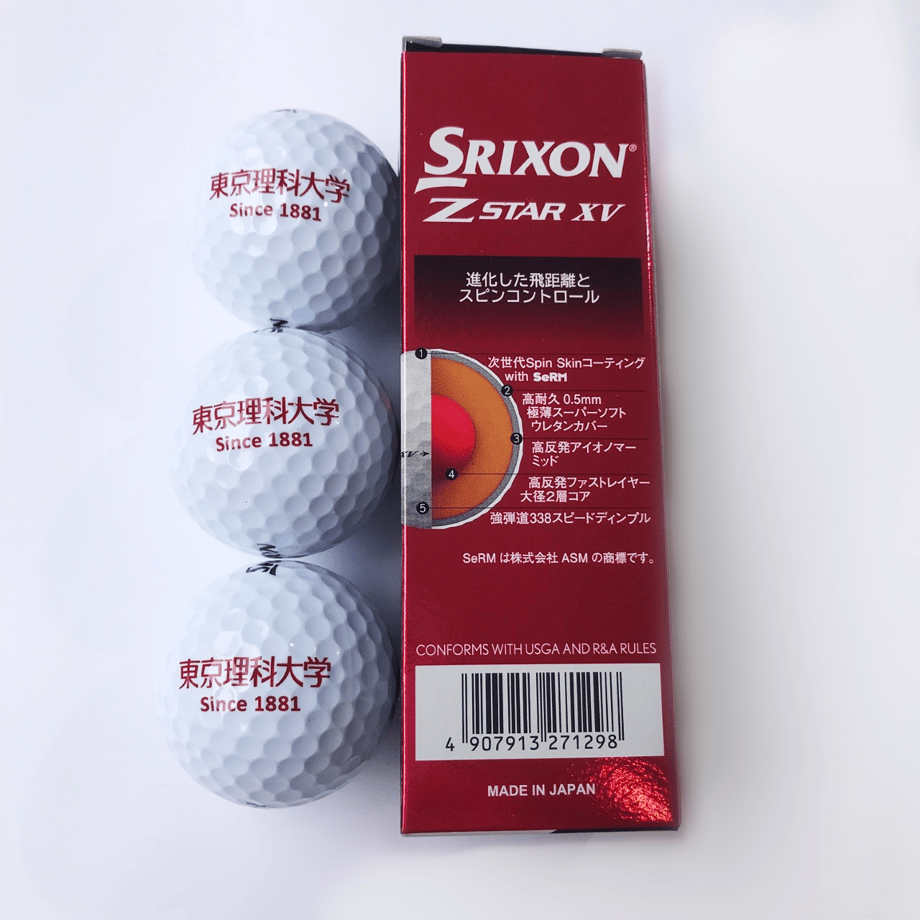 東京理科大学
Since 1881
東京理科大学
Since 1881
東京理科大学
Since 1881
SRIXON®
Z STAR XV
進化した飛距離と
スピンコントロール
1
次世代Spin Skinコーティング
with SeRM
2
高耐久 0.5mm
極薄スーパーソフト
ウレタンカバー
3
高反発アイオノマー
ミッド
4
高反発ファストレイヤー
大径2層コア
5
強弾道338スピードディンプル
XV
SeRM は株式会社 ASM の商標です。
CONFORMS WITH USGA AND R&A RULES
4 907913 271298
MADE IN JAPAN